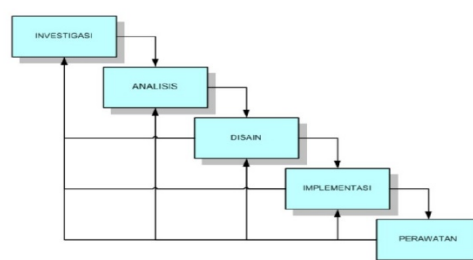 INVESTIGASI
ANALISIS
DISAIN
IMPLEMENTASI
PERAWATAN